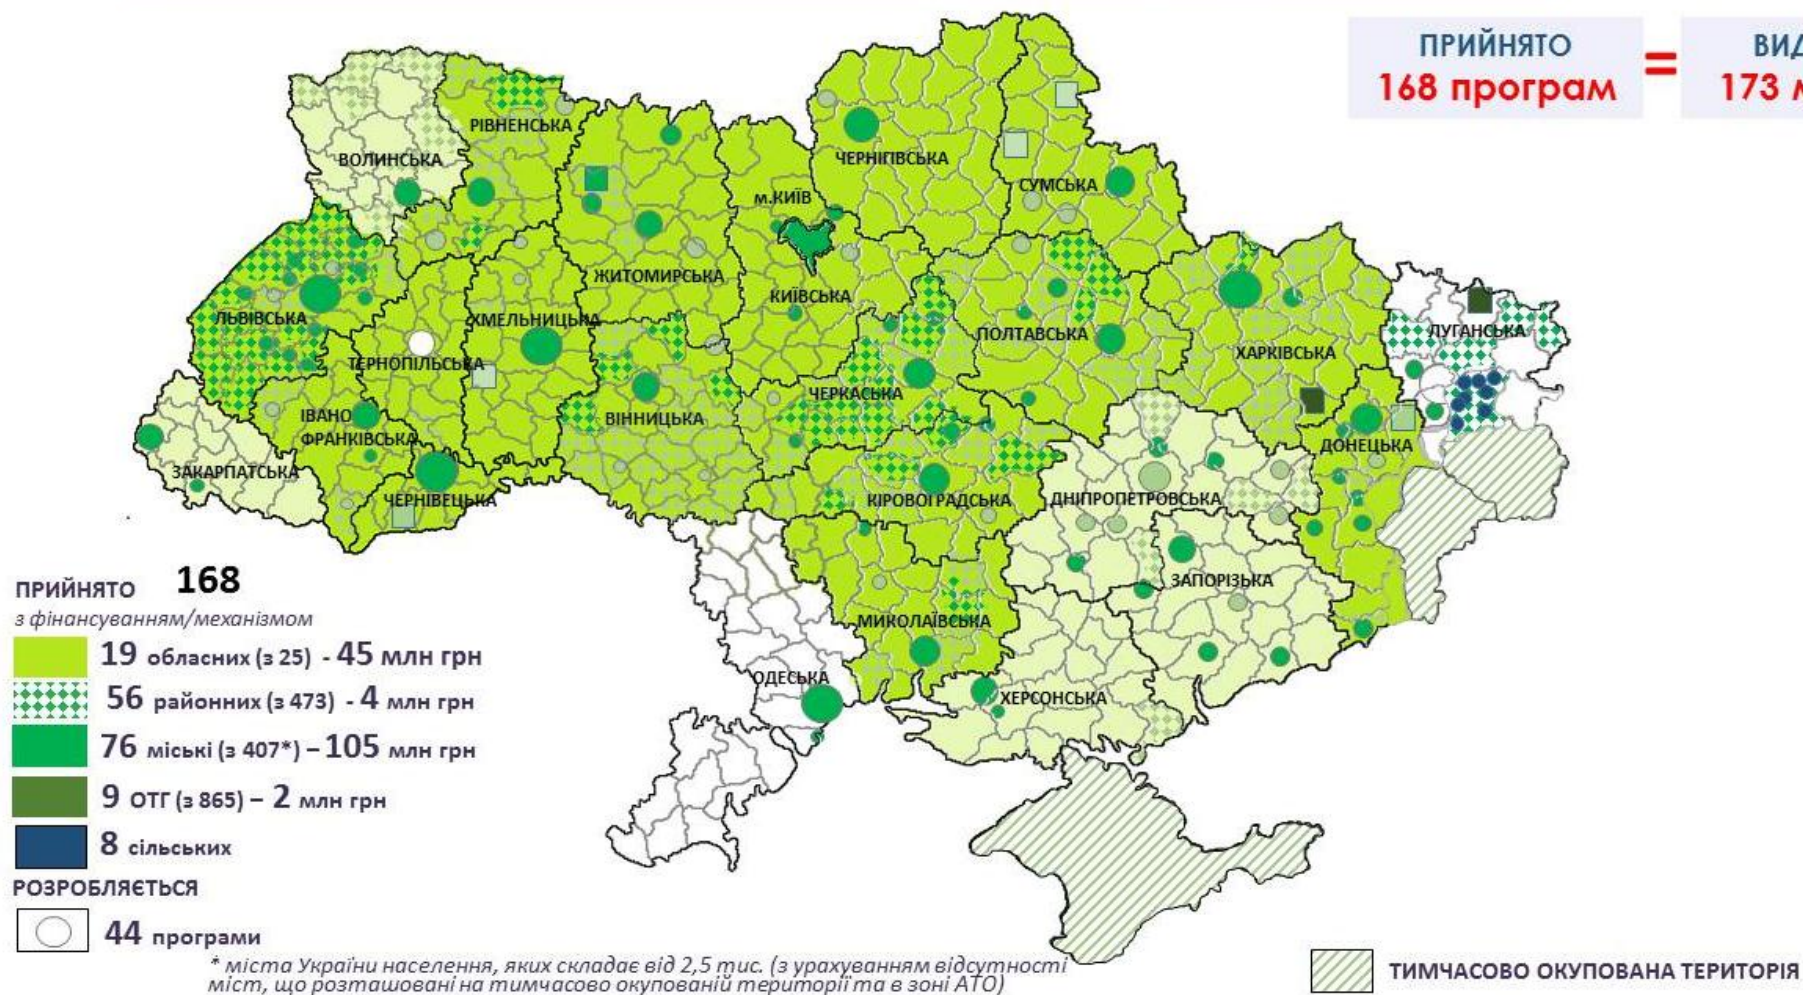 ПРИЙНЯТО
168 програм
=
ВИД
173 м
РІВНЕНСЬКА
ВОЛИНСЬКА
ЧЕРНІГІВСЬКА
СУМСЬКА
м.КИЇВ
ЖИТОМИРСЬКА
КИЇВСЬКА
ЛЬВІВСЬКА
ХМЕЛЬНИЦЬКА
ТЕРНОПІЛЬСЬКА
ПОЛТАВСЬКА
ХАРКІВСЬКА
ЛУГАНСЬКА
ЧЕРКАСЬКА
ВІННИЦЬКА
ІВАНО
ФРАНКІВСЬКА
ДОНЕЦЬКА
ЗАКАРПАТСЬКА
ЧЕРНІВЕЦЬКА
КІРОВОГРАДСЬКА
ДНІПРОПЕТРОВСЬКА
ЗАПОРІЗЬКА
МИКОЛАЇВСЬКА
ОДЕСЬКА
ХЕРСОНСЬКА
ПРИЙНЯТО 168
з фінансуванням/механізмом
19 обласних (з 25) - 45 млн грн
56 районних (з 473) - 4 млн грн
76 міські (з 407*) – 105 млн грн
9 ОТГ (з 865) – 2 млн грн
8 сільських
РОЗРОБЛЯЄТЬСЯ
44 програми
* міста України населення, яких складає від 2,5 тис. (з урахуванням відсутності
міст, що розташовані на тимчасово окупованій території та в зоні АТО)
ТИМЧАСОВО ОКУПОВАНА ТЕРИТОРІЯ